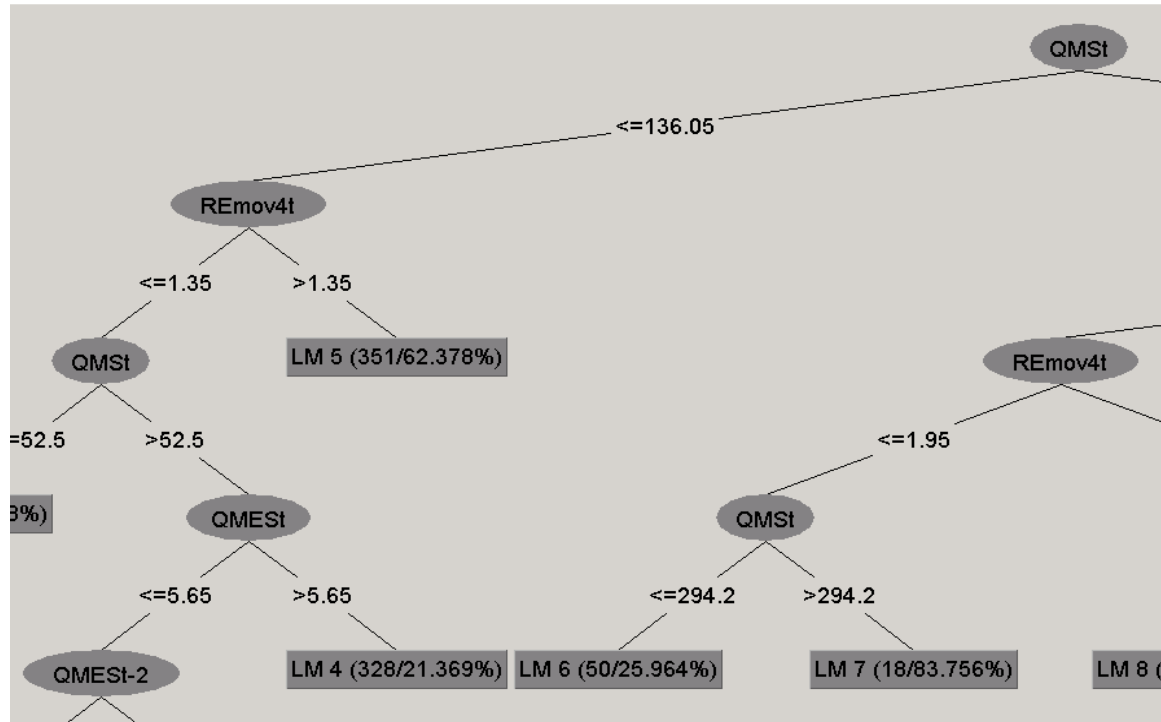 QMSt
<=136.05
REmov4t
<=1.35 >1.35
QMSt LM 5 (351/62.378%) REmov4t
=52.5 >52.5 <=1.95
8%) QMESt QMSt
<=5.65 >5.65 <=294.2 >294.2
QMESt-2 LM 4 (328/21.369%) LM 6 (50/25.964%) LM 7 (18/83.756%) LM 8 (